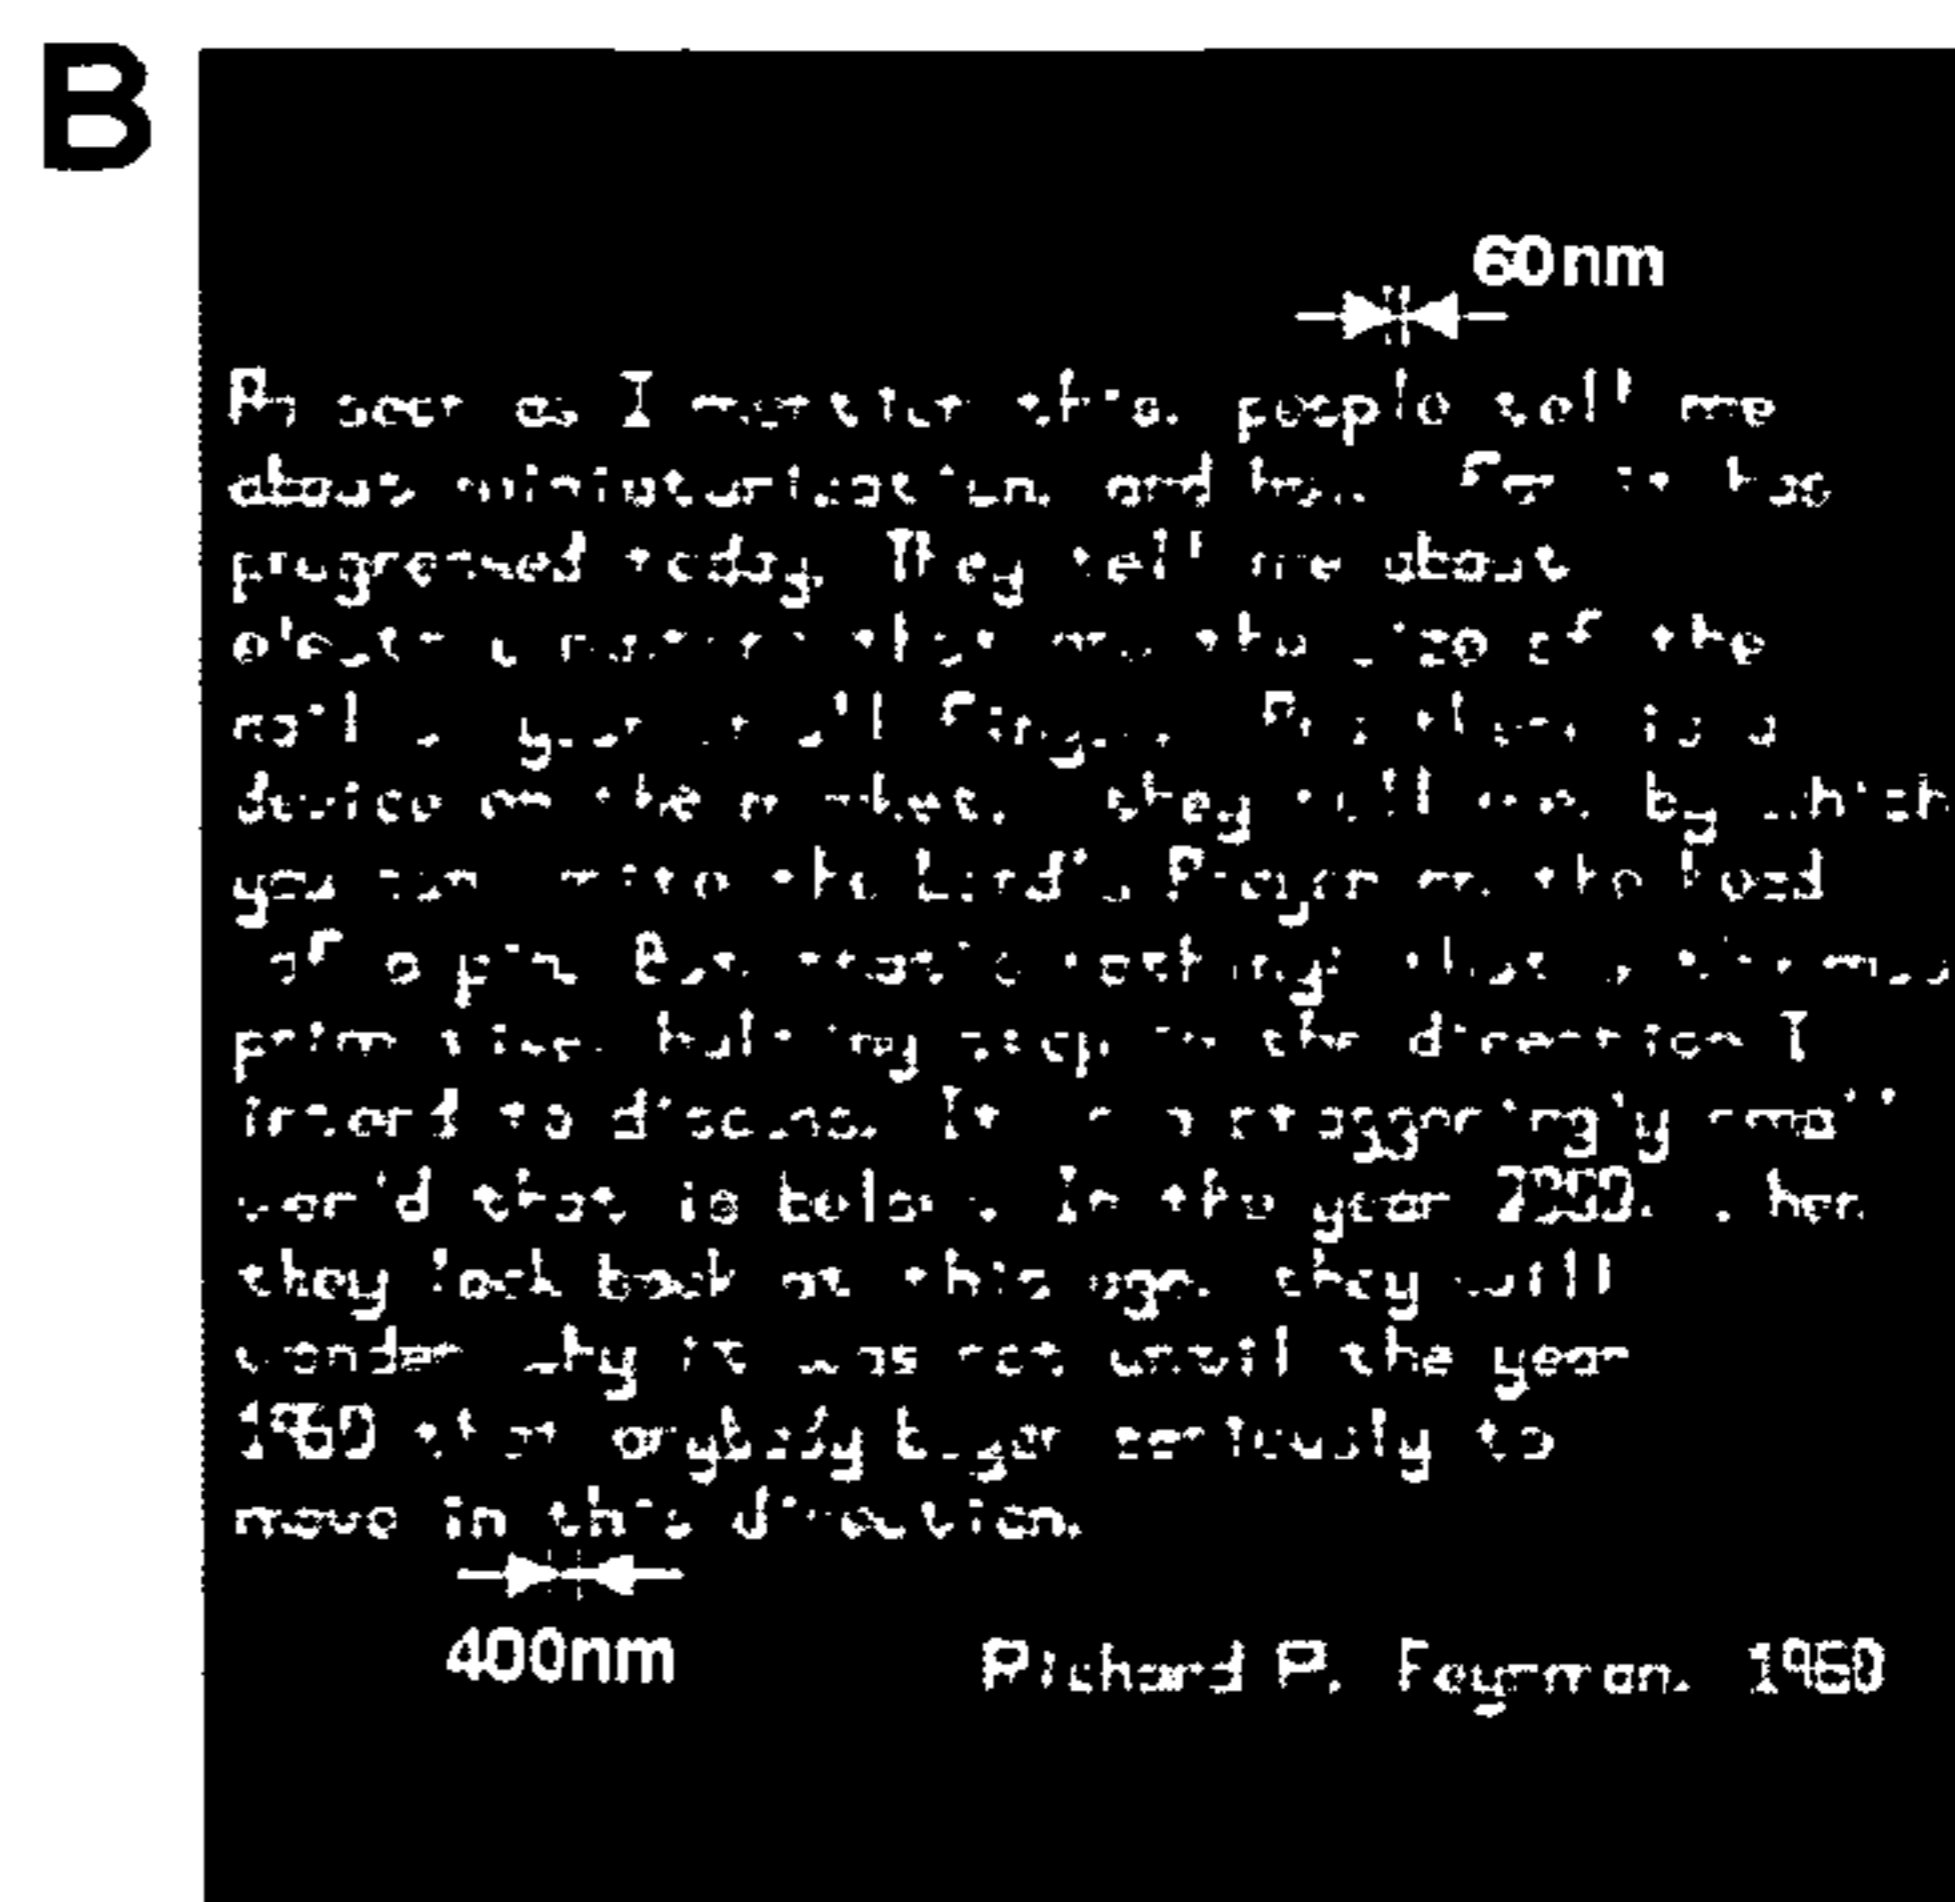 B
60nm
As soon as I mention this, people tell me
about miniaturization, and how far it has
progressed today. They tell me about
electric motors that are the size of the
nail on your small finger. And there is a
device on the market, they tell me, by which
you can write the Lord's Prayer on the head
of a pin. But that's nothing; that's the most
primitive, halting step in the direction I
intend to discuss. It is a staggeringly small
world that is below. In the year 2000, when
they look back at this age, they will
wonder why it was not until the year
1960 that anybody began seriously to
move in this direction.
400nm
Richard P. Feynman, 1960